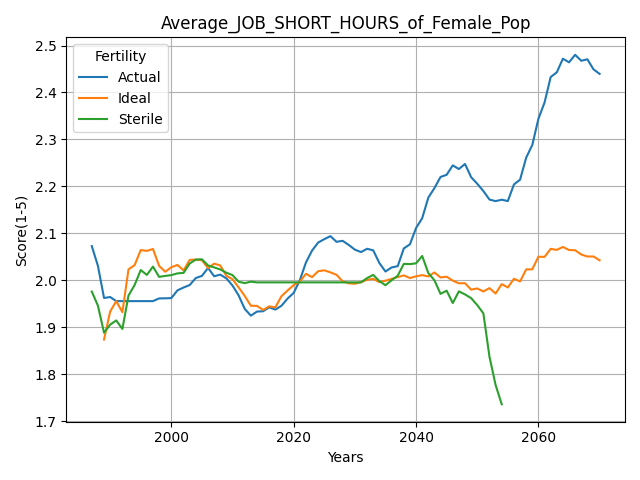 Average_JOB_SHORT_HOURS_of_Female_Pop
Score(1-5)
2.5
2.4
2.3
2.2
2.1
2.0
1.9
1.8
1.7
Fertility
Actual
Ideal
Sterile
2000 2020 2040 2060
Years